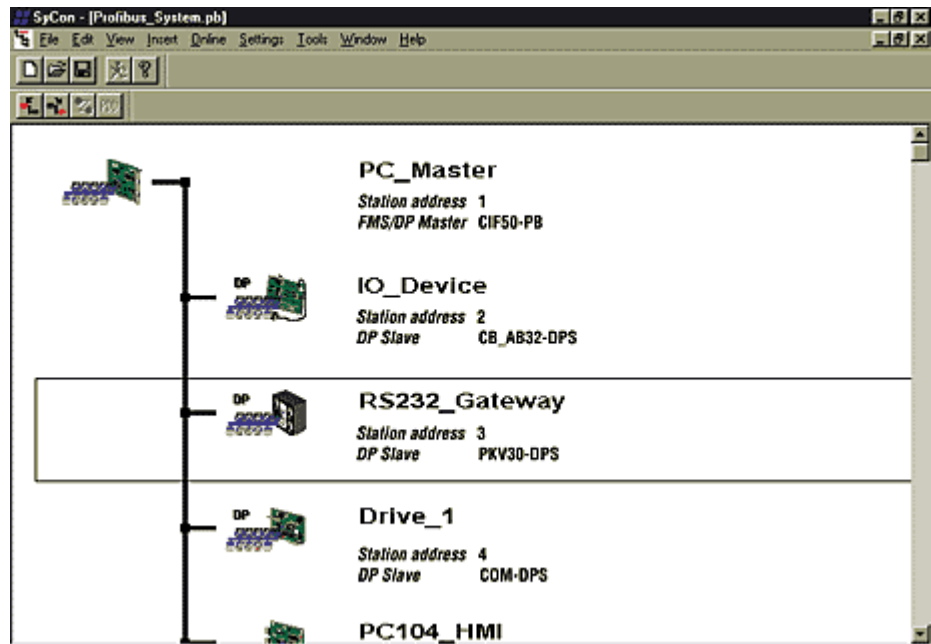 SyCon - [Profibus_System.pb]
File Edit View Insert Online Settings Tools Window Help
PC_Master
Station address 1
FMS/DP Master CIF50-PB
DP
IO_Device
Station address 2
DP Slave CB_AB32-DPS
DP
RS232_Gateway
Station address 3
DP Slave PKV30-DPS
DP
Drive_1
Station address 4
DP Slave COM-DPS
PC104_HMI